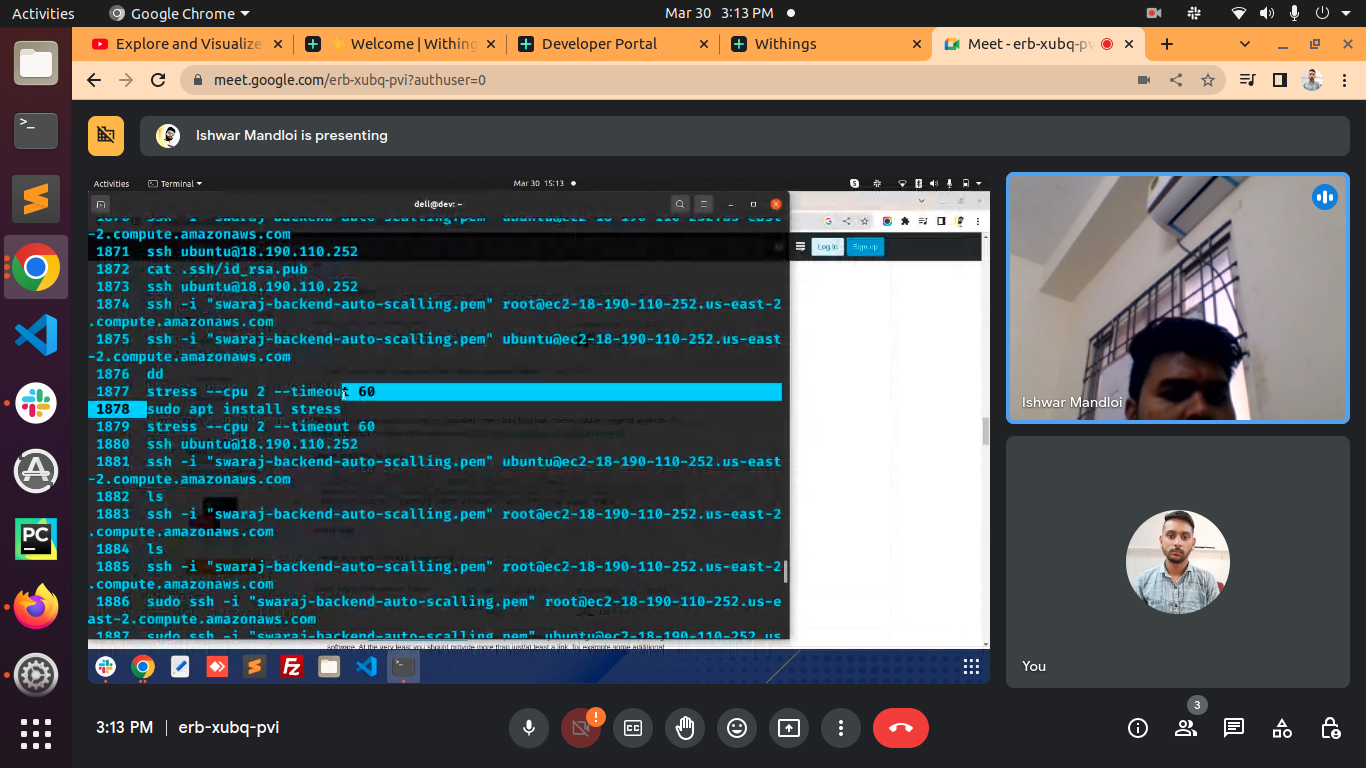 Activities
Google Chrome
Mar 30 3:13 PM
Explore and Visualize
Welcome | Withing
Developer Portal
Withings
Meet - erb-xubq-pv
meet.google.com/erb-xubq-pvi?authuser=0
Ishwar Mandloi is presenting
Activities
Terminal
Mar 30 15:13
dell@dev: ~
-2.compute.amazonaws.com
1871 ssh ubuntu@18.190.110.252
1872 cat .ssh/id_rsa.pub
1873 ssh ubuntu@18.190.110.252
1874 ssh -i "swaraj-backend-auto-scalling.pem" root@ec2-18-190-110-252.us-east-2
.compute.amazonaws.com
1875 ssh -i "swaraj-backend-auto-scalling.pem" ubuntu@ec2-18-190-110-252.us-east
-2.compute.amazonaws.com
1876 dd
1877 stress --cpu 2 --timeout 60
1878 sudo apt install stress
1879 stress --cpu 2 --timeout 60
1880 ssh ubuntu@18.190.110.252
1881 ssh -i "swaraj-backend-auto-scalling.pem" ubuntu@ec2-18-190-110-252.us-east
-2.compute.amazonaws.com
1882 ls
1883 ssh -i "swaraj-backend-auto-scalling.pem" root@ec2-18-190-110-252.us-east-2
.compute.amazonaws.com
1884 ls
1885 ssh -i "swaraj-backend-auto-scalling.pem" root@ec2-18-190-110-252.us-east-2
.compute.amazonaws.com
1886 sudo ssh -i "swaraj-backend-auto-scalling.pem" root@ec2-18-190-110-252.us-e
ast-2.compute.amazonaws.com
1887 sudo ssh -i "swaraj-backend-auto-scalling.pem" ubuntu@ec2-18-190-110-252.us
Log in
Sign up
Ishwar Mandloi
You
3:13 PM | erb-xubq-pvi
3